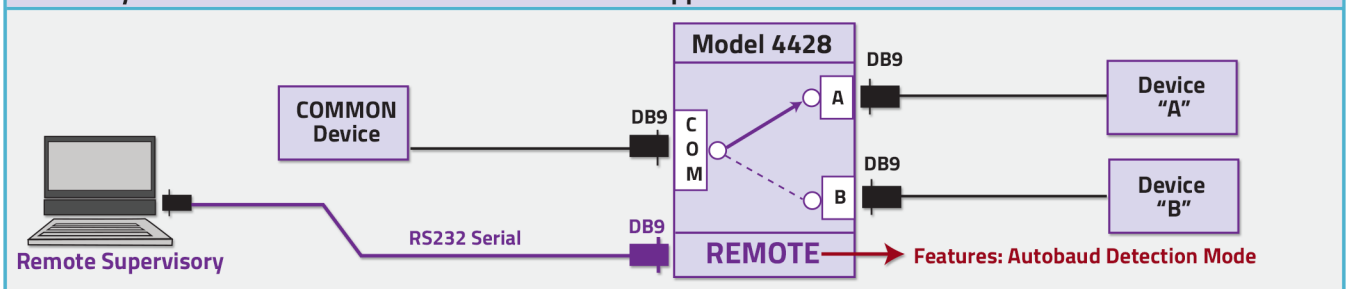 Model 4428
DB9
COMMON
Device
DB9
C
O
M
A
Device
“A”
DB9
B
Device
“B”
RS232 Serial
DB9
REMOTE
Features: Autobaud Detection Mode
Remote Supervisory